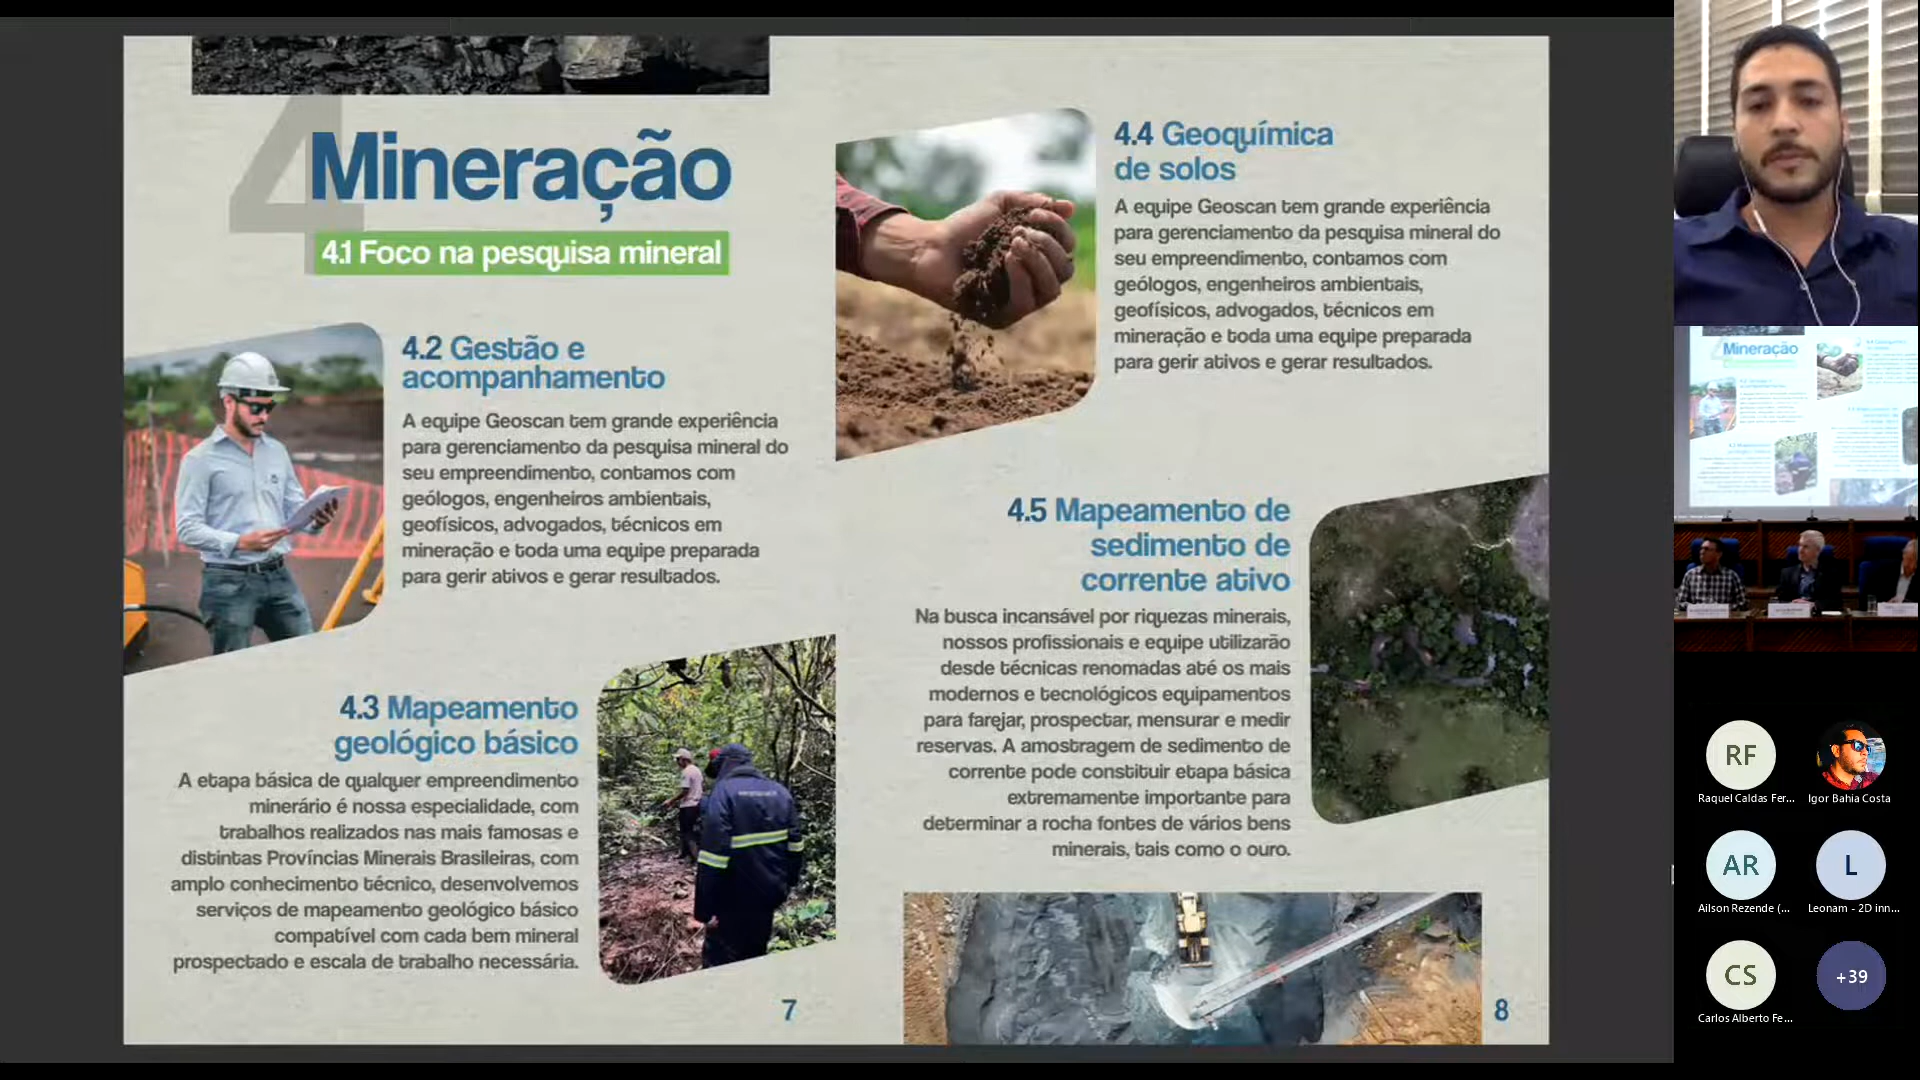 4
Mineração
4.1 Foco na pesquisa mineral
4.2 Gestão e
acompanhamento
A equipe Geoscan tem grande experiência
para gerenciamento da pesquisa mineral do
seu empreendimento, contamos com
geólogos, engenheiros ambientais,
geofísicos, advogados, técnicos em
mineração e toda uma equipe preparada
para gerir ativos e gerar resultados.
4.3 Mapeamento
geológico básico
A etapa básica de qualquer empreendimento
minerário é nossa especialidade, com
trabalhos realizados nas mais famosas e
distintas Províncias Minerais Brasileiras, com
amplo conhecimento técnico, desenvolvemos
serviços de mapeamento geológico básico
compatível com cada bem mineral
prospectado e escala de trabalho necessária.
7
4.4 Geoquímica
de solos
A equipe Geoscan tem grande experiência
para gerenciamento da pesquisa mineral do
seu empreendimento, contamos com
geólogos, engenheiros ambientais,
geofísicos, advogados, técnicos em
mineração e toda uma equipe preparada
para gerir ativos e gerar resultados.
4.5 Mapeamento de
sedimento de
corrente ativo
Na busca incansável por riquezas minerais,
nossos profissionais e equipe utilizarão
desde técnicas renomadas até os mais
modernos e tecnológicos equipamentos
para farejar, prospectar, mensurar e medir
reservas. A amostragem de sedimento de
corrente pode constituir etapa básica
extremamente importante para
determinar a rocha fontes de vários bens
minerais, tais como o ouro.
8
Mineração
RF
Raquel Caldas Fer...
Igor Bahia Costa
AR
Ailson Rezende (...
L
Leonam - 2D inn...
CS
Carlos Alberto Fe...
+39